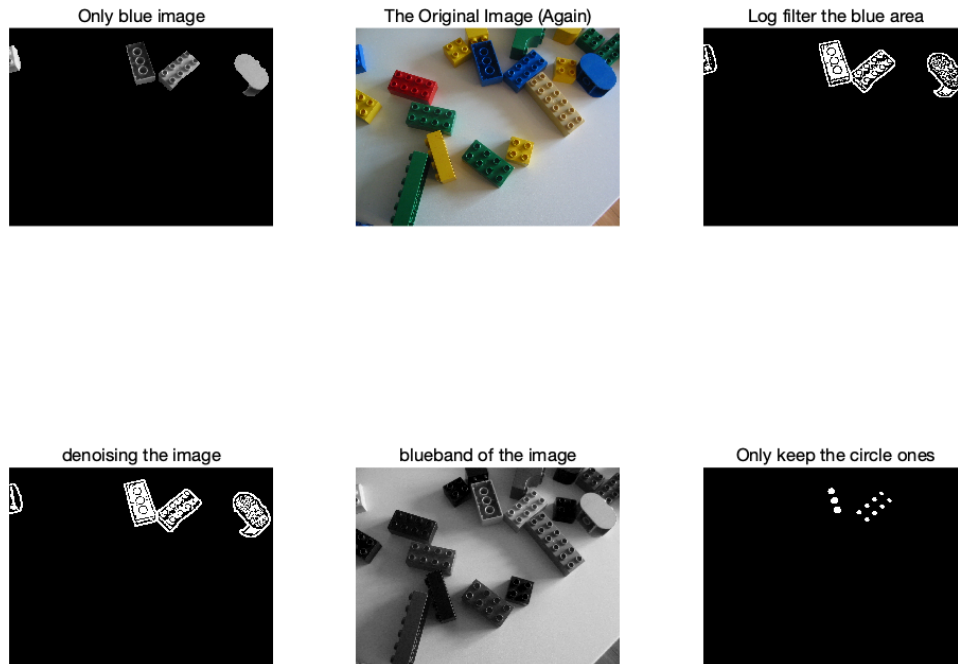 Only blue image
The Original Image (Again)
Log filter the blue area
denoising the image
blueband of the image
Only keep the circle ones